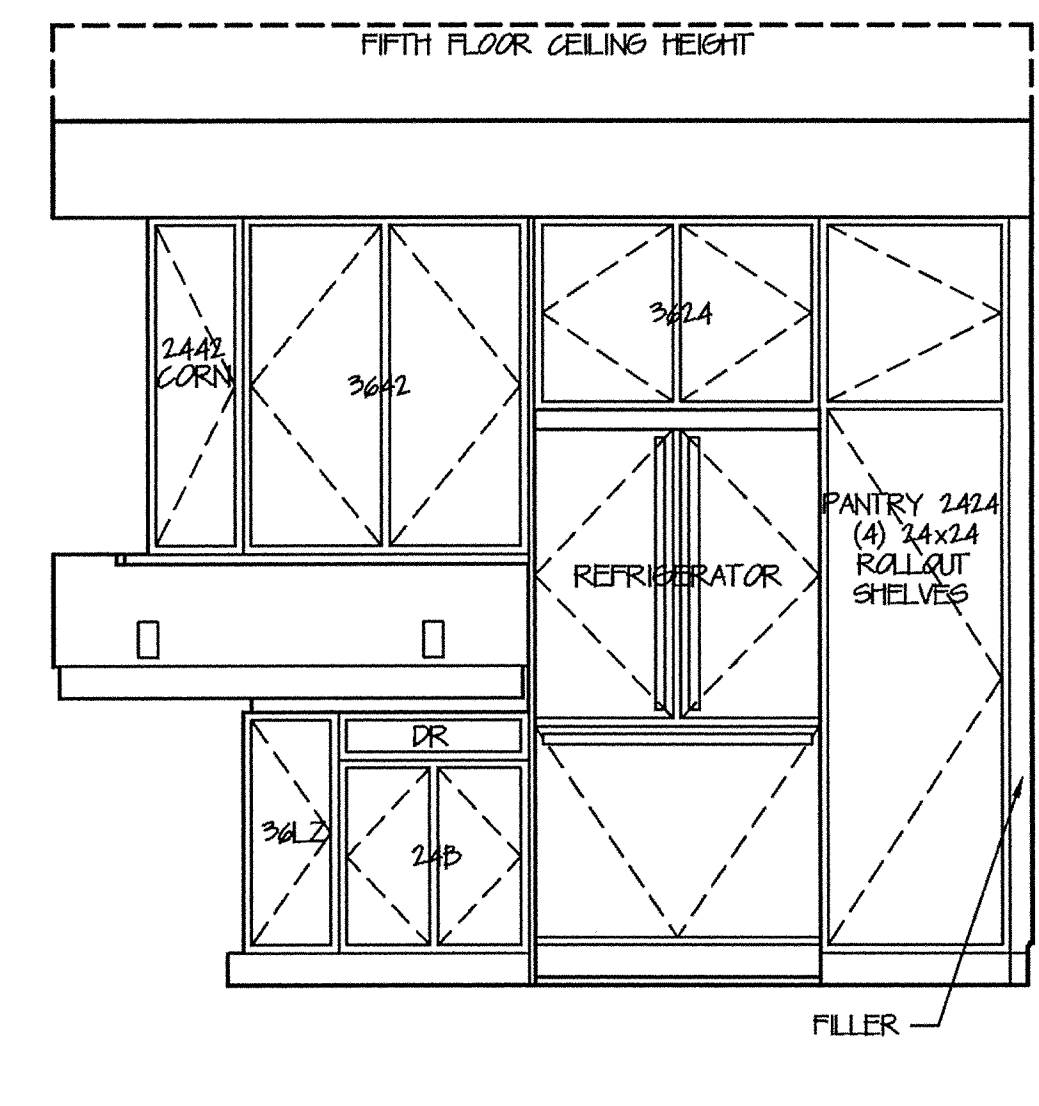 FIFTH FLOOR CEILING HEIGHT
2442
CORN
3642
3624
PANTRY 2424
(4) 24x24
ROLLOUT
SHELVES
REFRIGERATOR
DR
36LZ
24B
FILLER